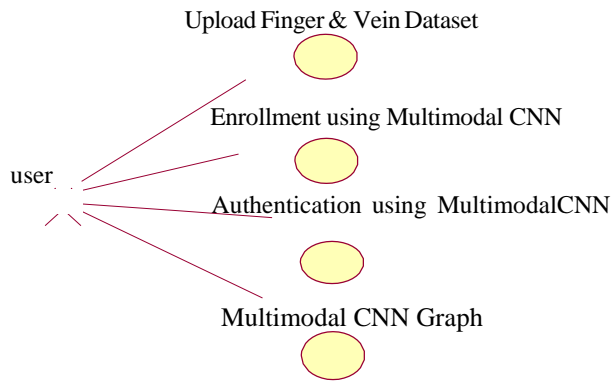 Upload Finger & Vein Dataset
Enrollment using Multimodal CNN
user
Authentication using MultimodalCNN
Multimodal CNN Graph